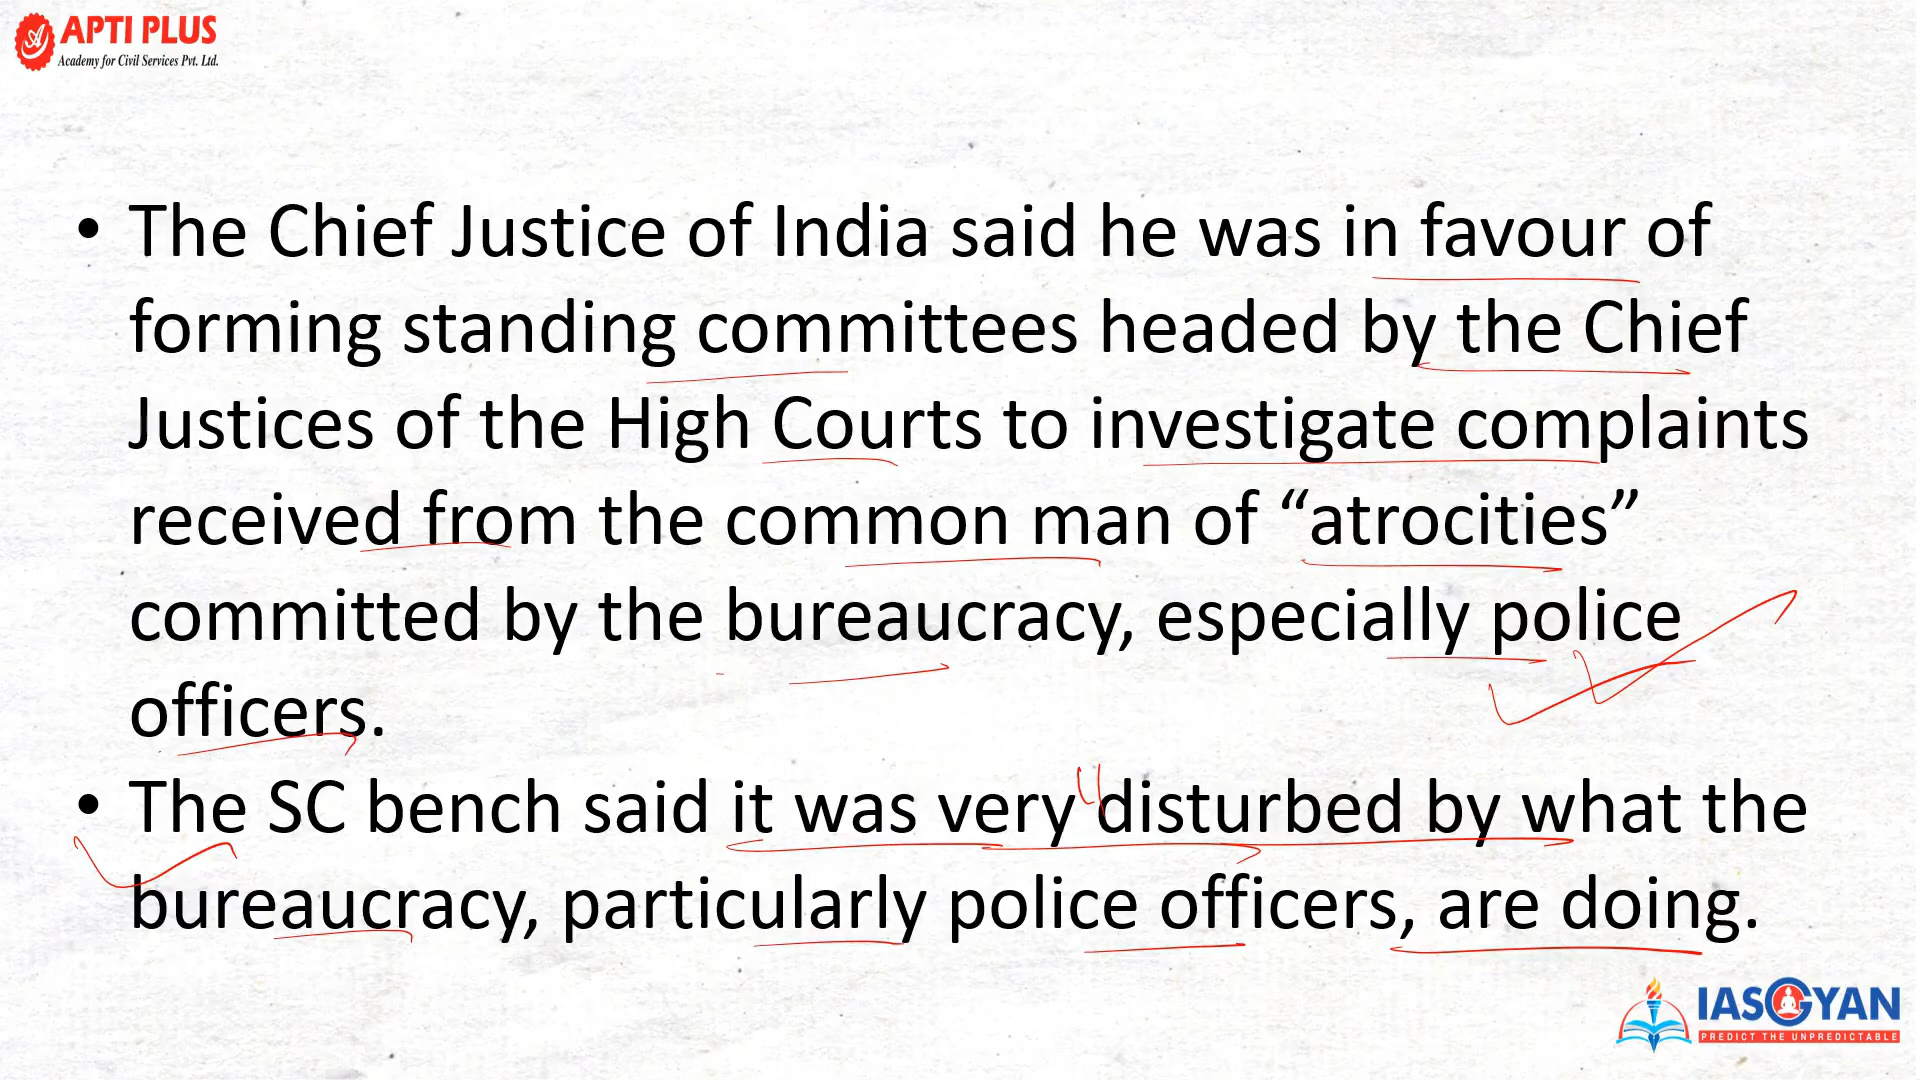 APTI PLUS
Academy for Civil Services Pvt. Ltd.
• The Chief Justice of India said he was in favour of
forming standing committees headed by the Chief
Justices of the High Courts to investigate complaints
received from the common man of “atrocities”
committed by the bureaucracy, especially police
officers.
• The SC bench said it was very disturbed by what the
bureaucracy, particularly police officers, are doing.
IASGYAN
PREDICT THE UNPREDICTABLE